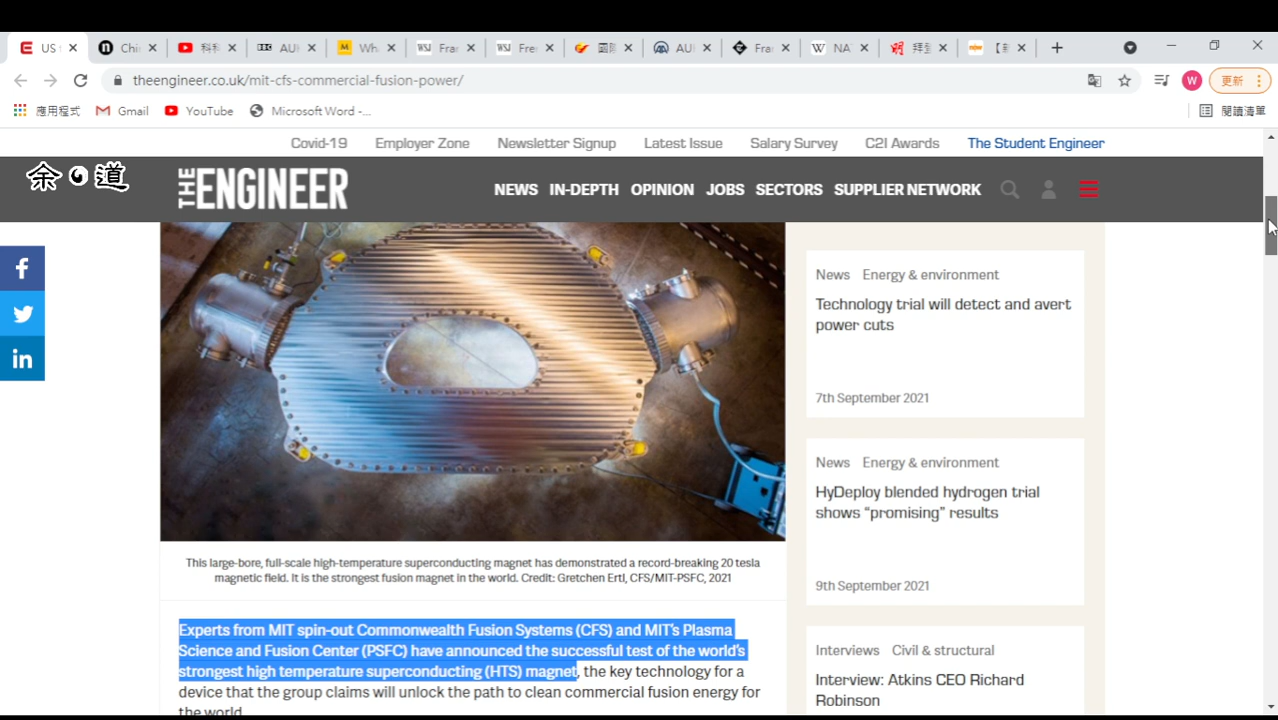 US
Chi
科科
AUI
Wh
Fra
Fre
AUI
Fra
NA
拜
theengineer.co.uk/mit-cfs-commercial-fusion-power/
W
更新
應用程式
Gmail
YouTube
Microsoft Word -...
閱讀清單
Covid-19
Employer Zone
Newsletter Signup
Latest Issue
Salary Survey
C2I Awards
The Student Engineer
余道
THE ENGINEER
NEWS
IN-DEPTH
OPINION
JOBS
SECTORS
SUPPLIER NETWORK
This large-bore, full-scale high-temperature superconducting magnet has demonstrated a record-breaking 20 tesla
magnetic field. It is the strongest fusion magnet in the world. Credit: Gretchen Ertl, CFS/MIT-PSFC, 2021
Experts from MIT spin-out Commonwealth Fusion Systems (CFS) and MIT's Plasma
Science and Fusion Center (PSFC) have announced the successful test of the world's
strongest high temperature superconducting (HTS) magnet, the key technology for a
device that the group claims will unlock the path to clean commercial fusion energy for
the world.
News Energy & environment
Technology trial will detect and avert
power cuts
7th September 2021
News Energy & environment
HyDeploy blended hydrogen trial
shows “promising” results
9th September 2021
Interviews Civil & structural
Interview: Atkins CEO Richard
Robinson